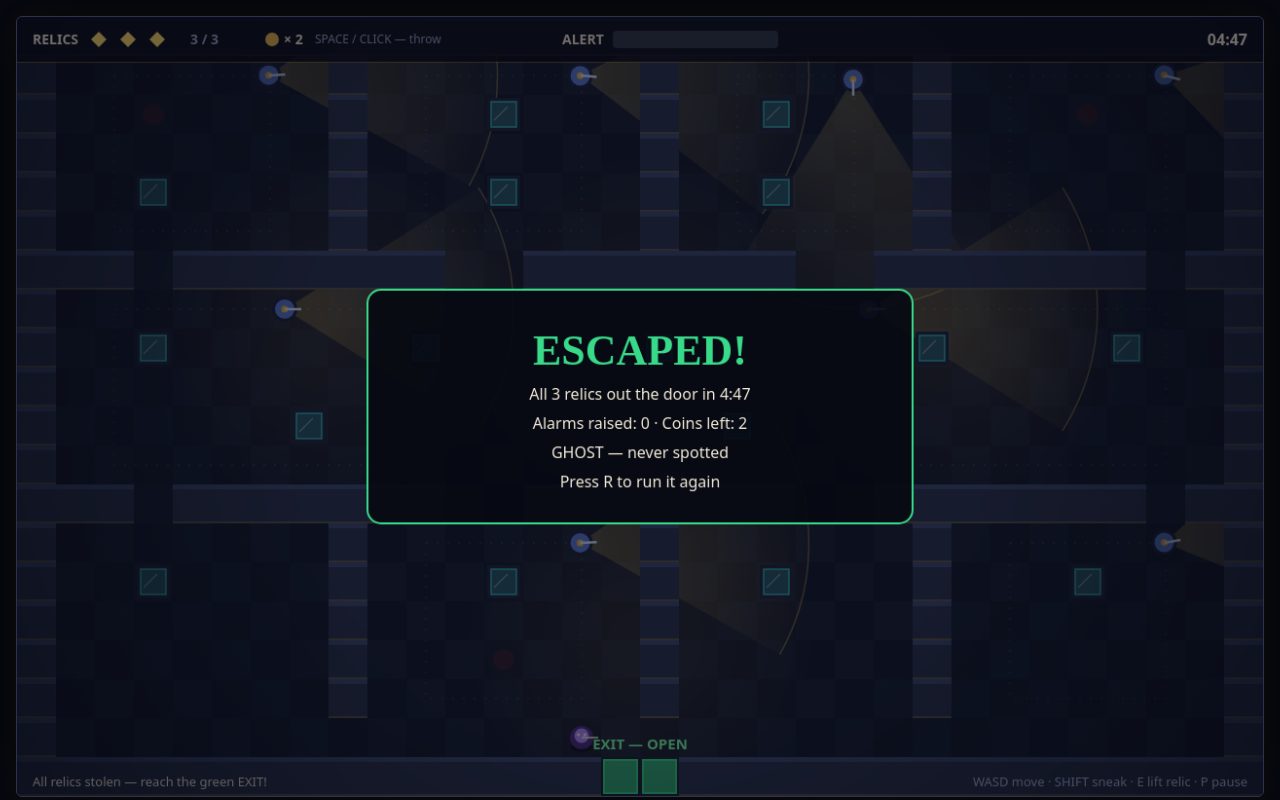 RELICS 3 / 3 × 2 SPACE / CLICK — throw ALERT 04:47
ESCAPED!
All 3 relics out the door in 4:47
Alarms raised: 0 · Coins left: 2
GHOST — never spotted
Press R to run it again
EXIT — OPEN
All relics stolen — reach the green EXIT! WASD move · SHIFT sneak · E lift relic · P pause